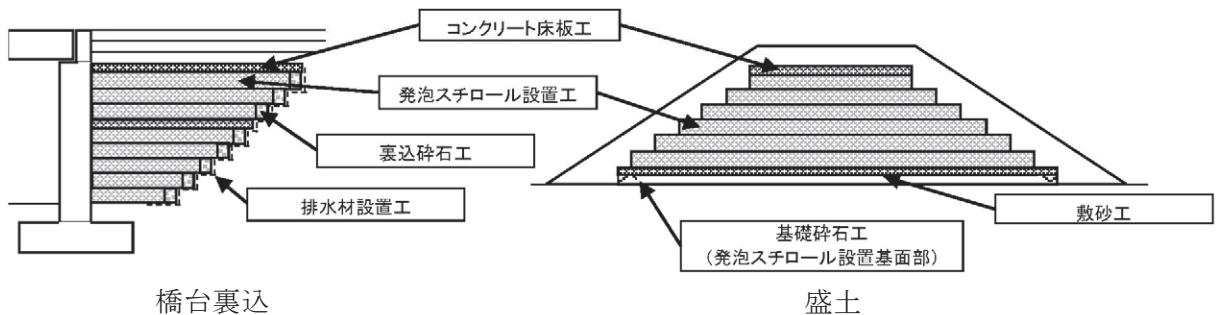 コンクリート床板工
発泡スチロール設置工
裏込砕石工
排水材設置工
敷砂工
基礎砕石工
（発泡スチロール設置基面部）
橋台裏込
盛土